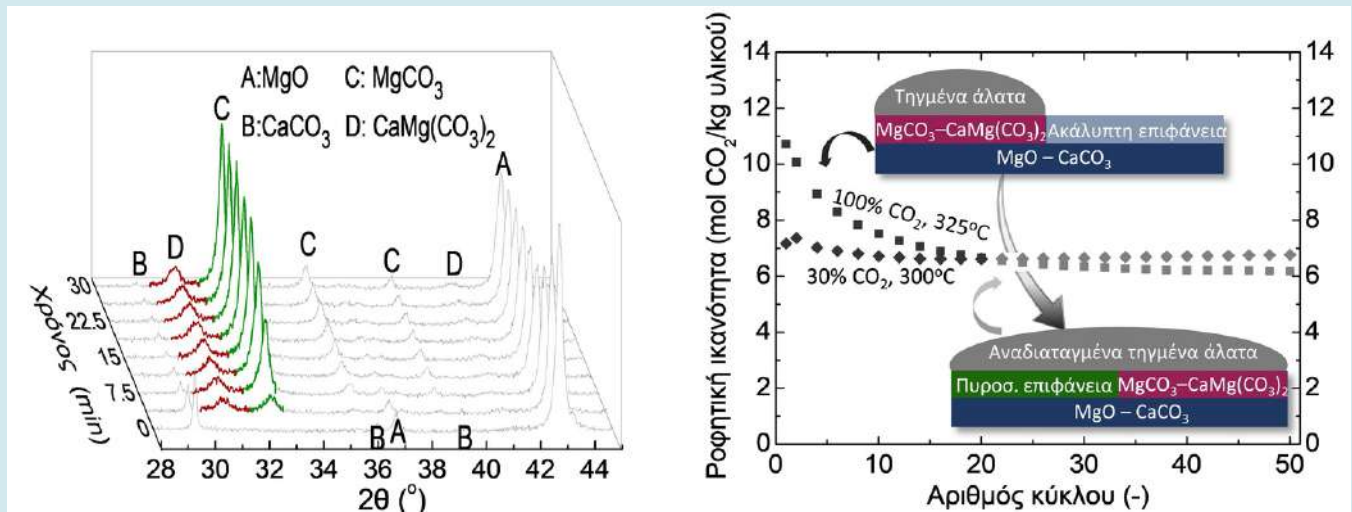 A:MgO C: MgCO₃
B:CaCO₃ D: CaMg(CO₃)₂
C
A
B D C C D
30
22.5
15
7.5
0
Χρόνος (min)
B A B
28 30 32 34 36 38 40 42 44
2θ (°)
Ροφητική ικανότητα (mol CO₂/kg υλικού)
14 14
12 12
10 10
8 8
6 6
4 4
2 2
0 0
Τηγμένα άλατα
MgCO₃–CaMg(CO₃)₂ Ακάλυπτη επιφάνεια
MgO – CaCO₃
100% CO₂, 325°C
30% CO₂, 300°C
Αναδιαταγμένα τηγμένα άλατα
Πυροσ. επιφάνεια MgCO₃–CaMg(CO₃)₂
MgO – CaCO₃
0 10 20 30 40 50
Αριθμός κύκλου (-)